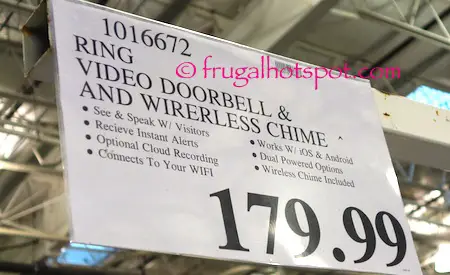 1016672
RING
VIDEO DOORBELL &
AND WIRERLESS CHIME
© frugalhotspot.com
• See & Speak W/ Visitors
• Recieve Instant Alerts
• Optional Cloud Recording
• Connects To Your WIFI
• Works W/ iOS & Android
• Dual Powered Options
• Wireless Chime Included
179.99